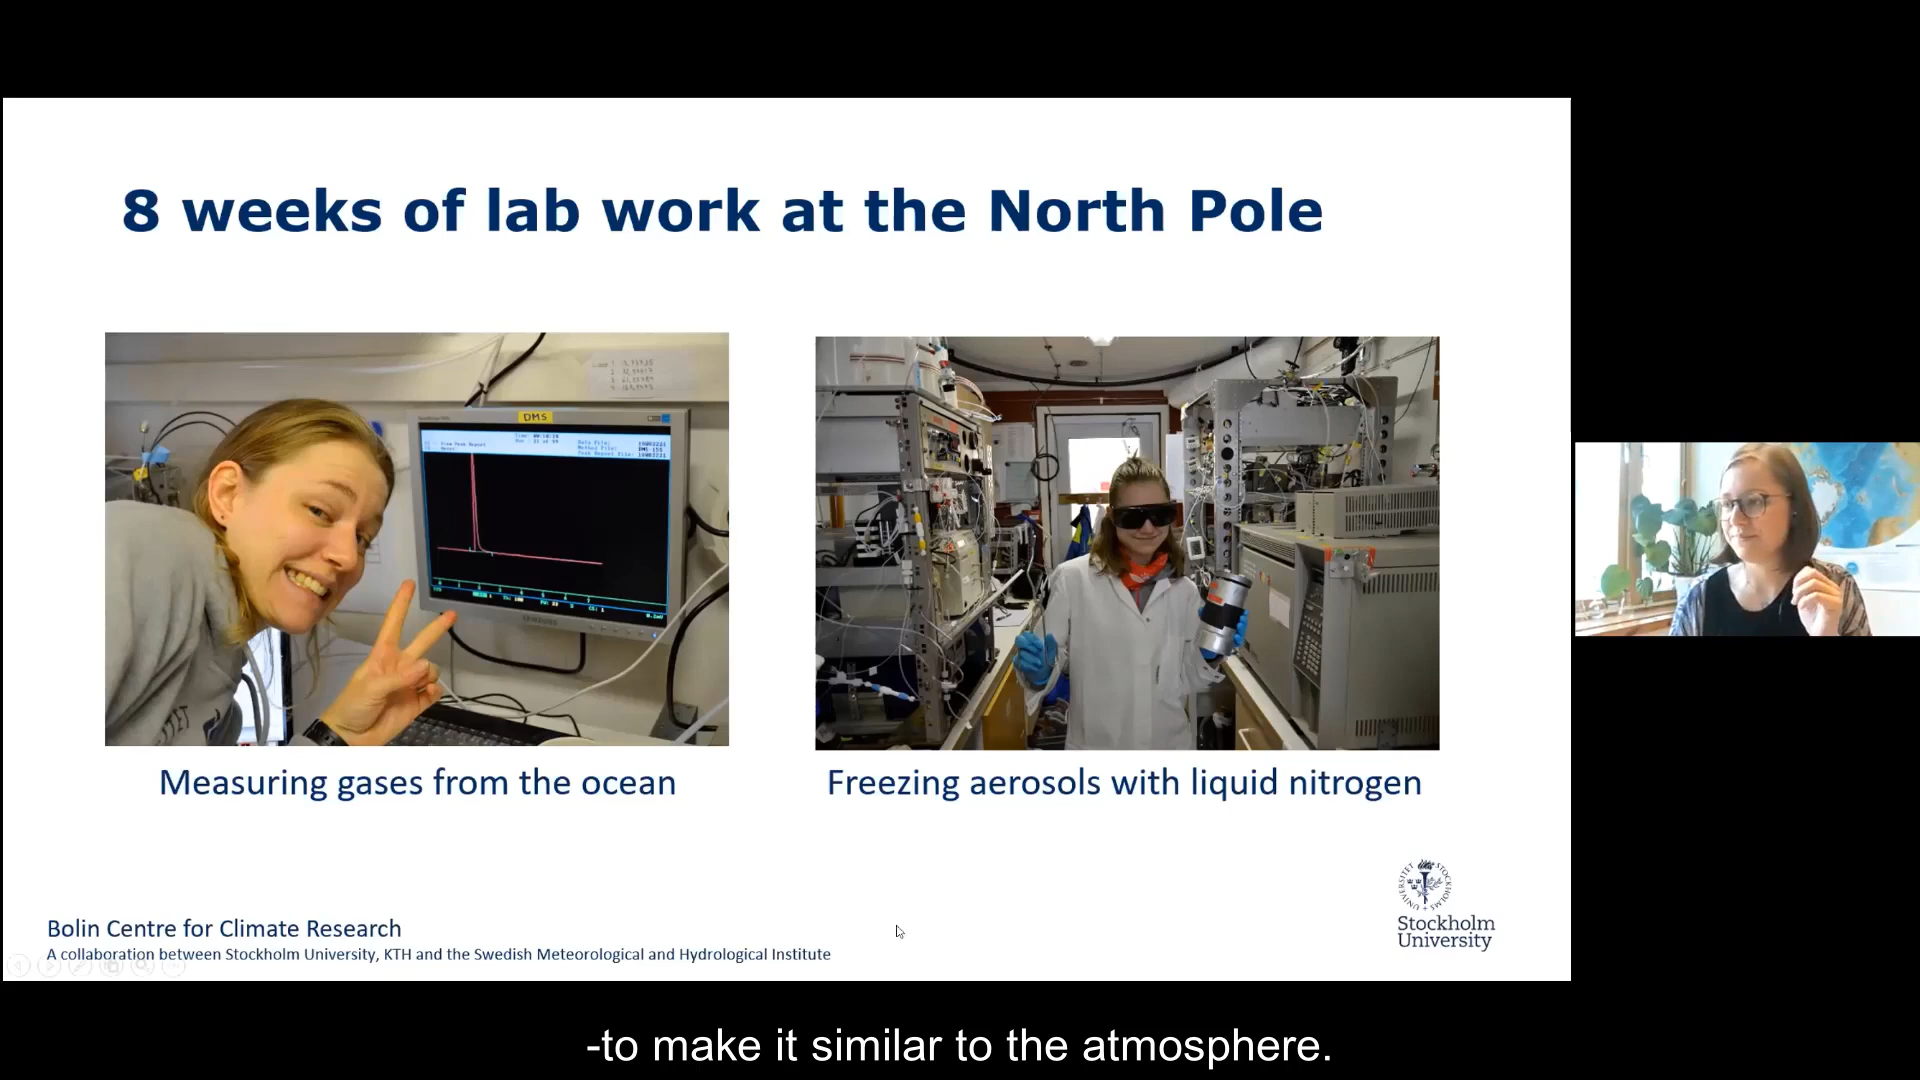 8 weeks of lab work at the North Pole
DMS
Measuring gases from the ocean
Freezing aerosols with liquid nitrogen
Bolin Centre for Climate Research
A collaboration between Stockholm University, KTH and the Swedish Meteorological and Hydrological Institute
Stockholm
University
-to make it similar to the atmosphere.